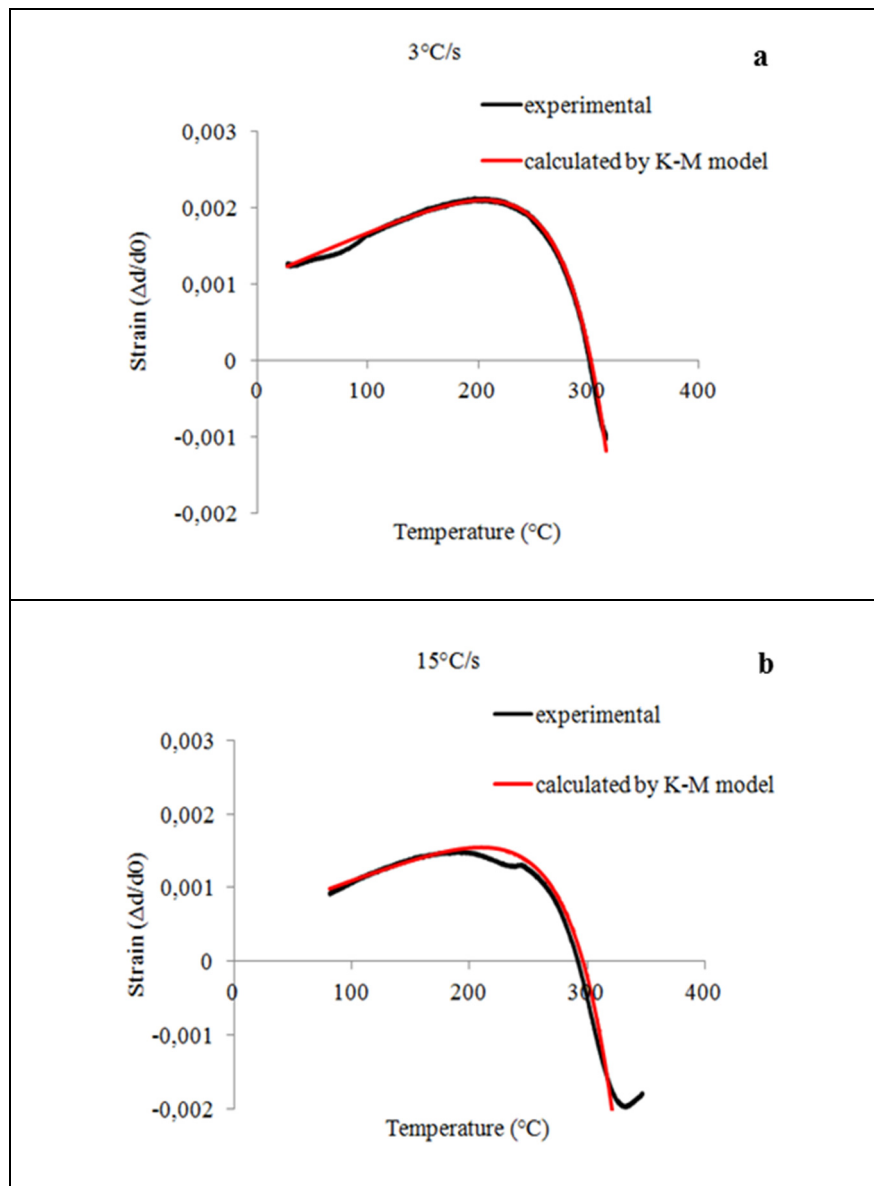 3°C/s
a
experimental
calculated by K-M model
0,003
0,002
0,001
0
-0,001
-0,002
0 100 200 300 400
Strain (Δd/d0)
Temperature (°C)
15°C/s
b
experimental
calculated by K-M model
0,003
0,002
0,001
0
-0,001
-0,002
0 100 200 300 400
Strain (Δd/d0)
Temperature (°C)